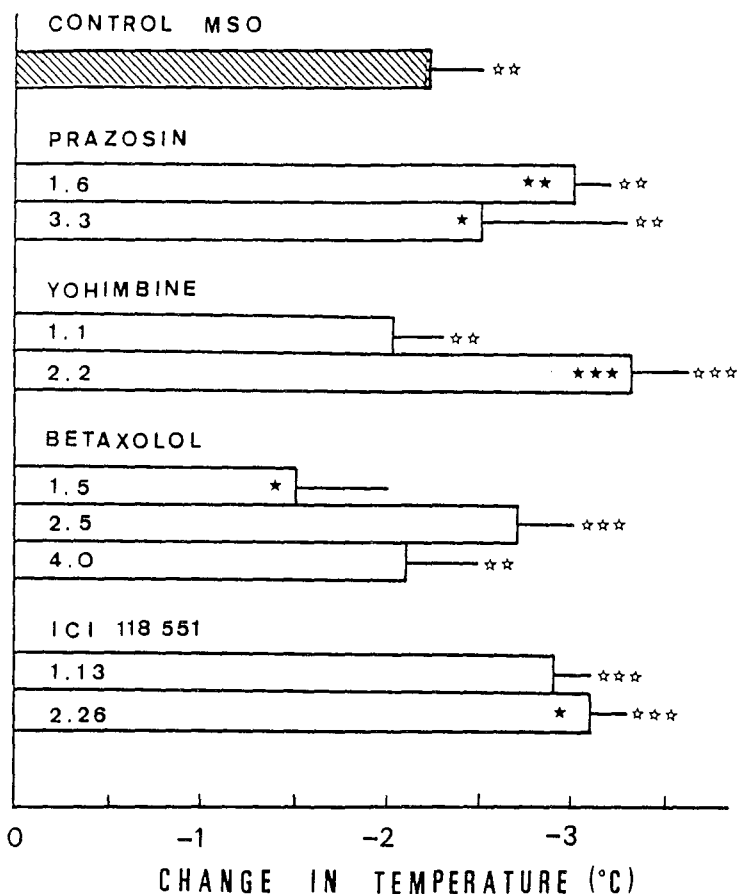 CONTROL MSO
☆☆
PRAZOSIN
1.6 ★★ ☆☆
3.3 ★ ☆☆
YOHIMBINE
1.1 ☆☆
2.2 ★★★ ☆☆☆
BETAXOLOL
1.5 ★
2.5 ☆☆☆
4.0 ☆☆
ICI 118 551
1.13 ☆☆☆
2.26 ★ ☆☆☆
0 -1 -2 -3
CHANGE IN TEMPERATURE (°C)